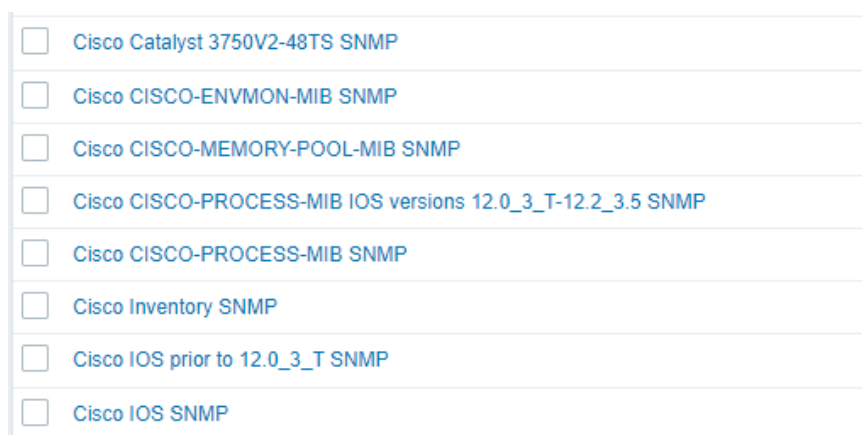 Cisco Catalyst 3750V2-48TS SNMP
Cisco CISCO-ENVMON-MIB SNMP
Cisco CISCO-MEMORY-POOL-MIB SNMP
Cisco CISCO-PROCESS-MIB IOS versions 12.0_3_T-12.2_3.5 SNMP
Cisco CISCO-PROCESS-MIB SNMP
Cisco Inventory SNMP
Cisco IOS prior to 12.0_3_T SNMP
Cisco IOS SNMP